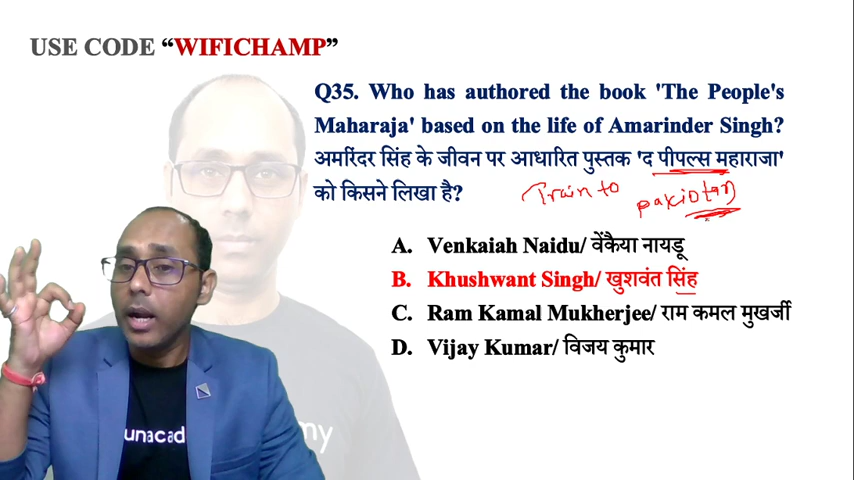 USE CODE “WIFICHAMP”
Q35. Who has authored the book 'The People's
Maharaja' based on the life of Amarinder Singh?
अमरिंदर सिंह के जीवन पर आधारित पुस्तक 'द पीपल्स महाराजा'
को किसने लिखा है?
Train to
pakistan
A. Venkaiah Naidu/ वेंकैया नायडू
B. Khushwant Singh/ खुशवंत सिंह
C. Ram Kamal Mukherjee/ राम कमल मुखर्जी
D. Vijay Kumar/ विजय कुमार
unacad
my